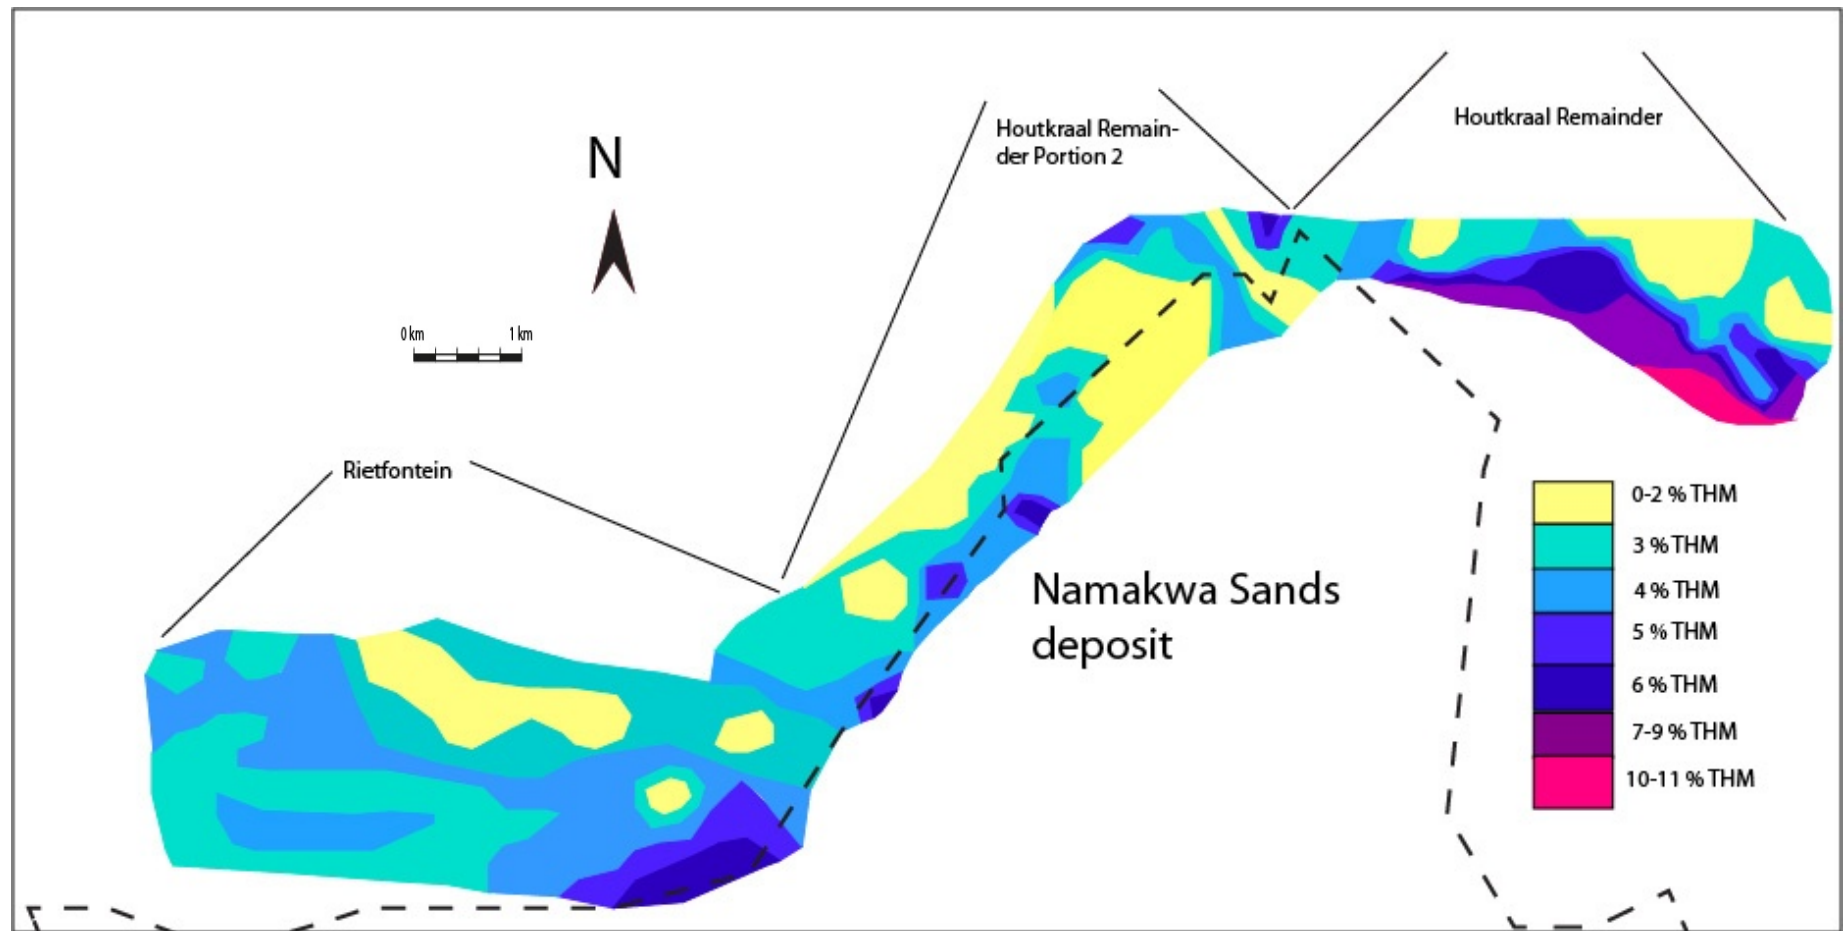 Houtkraal Remain-
der Portion 2
Houtkraal Remainder
N
0 km
1 km
Rietfontein
Namakwa Sands
deposit
0-2 % THM
3 % THM
4 % THM
5 % THM
6 % THM
7-9 % THM
10-11 % THM